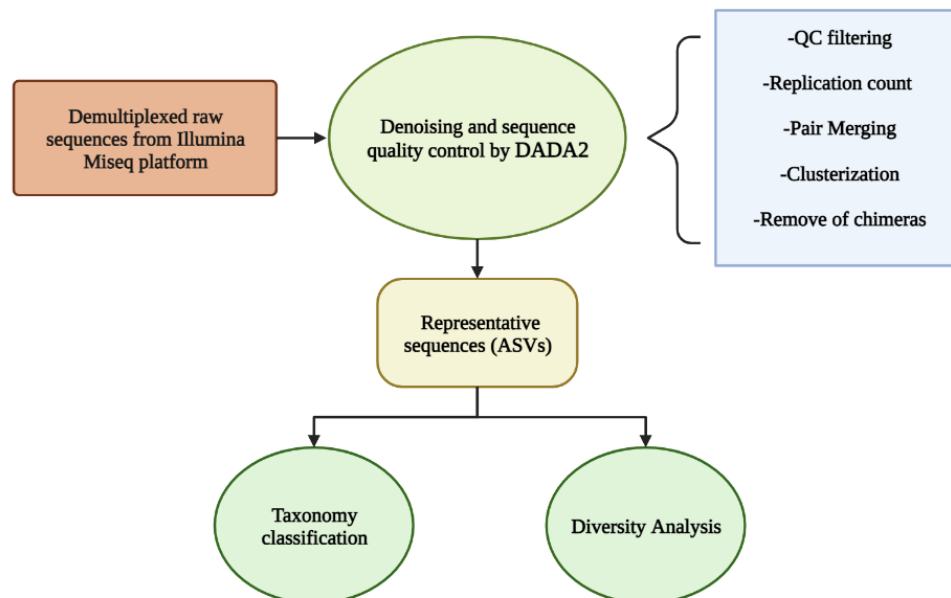 Demultiplexed raw
sequences from Illumina
Miseq platform
Denoising and sequence
quality control by DADA2
-QC filtering
-Replication count
-Pair Merging
-Clusterization
-Remove of chimeras
Representative
sequences (ASVs)
Taxonomy
classification
Diversity Analysis